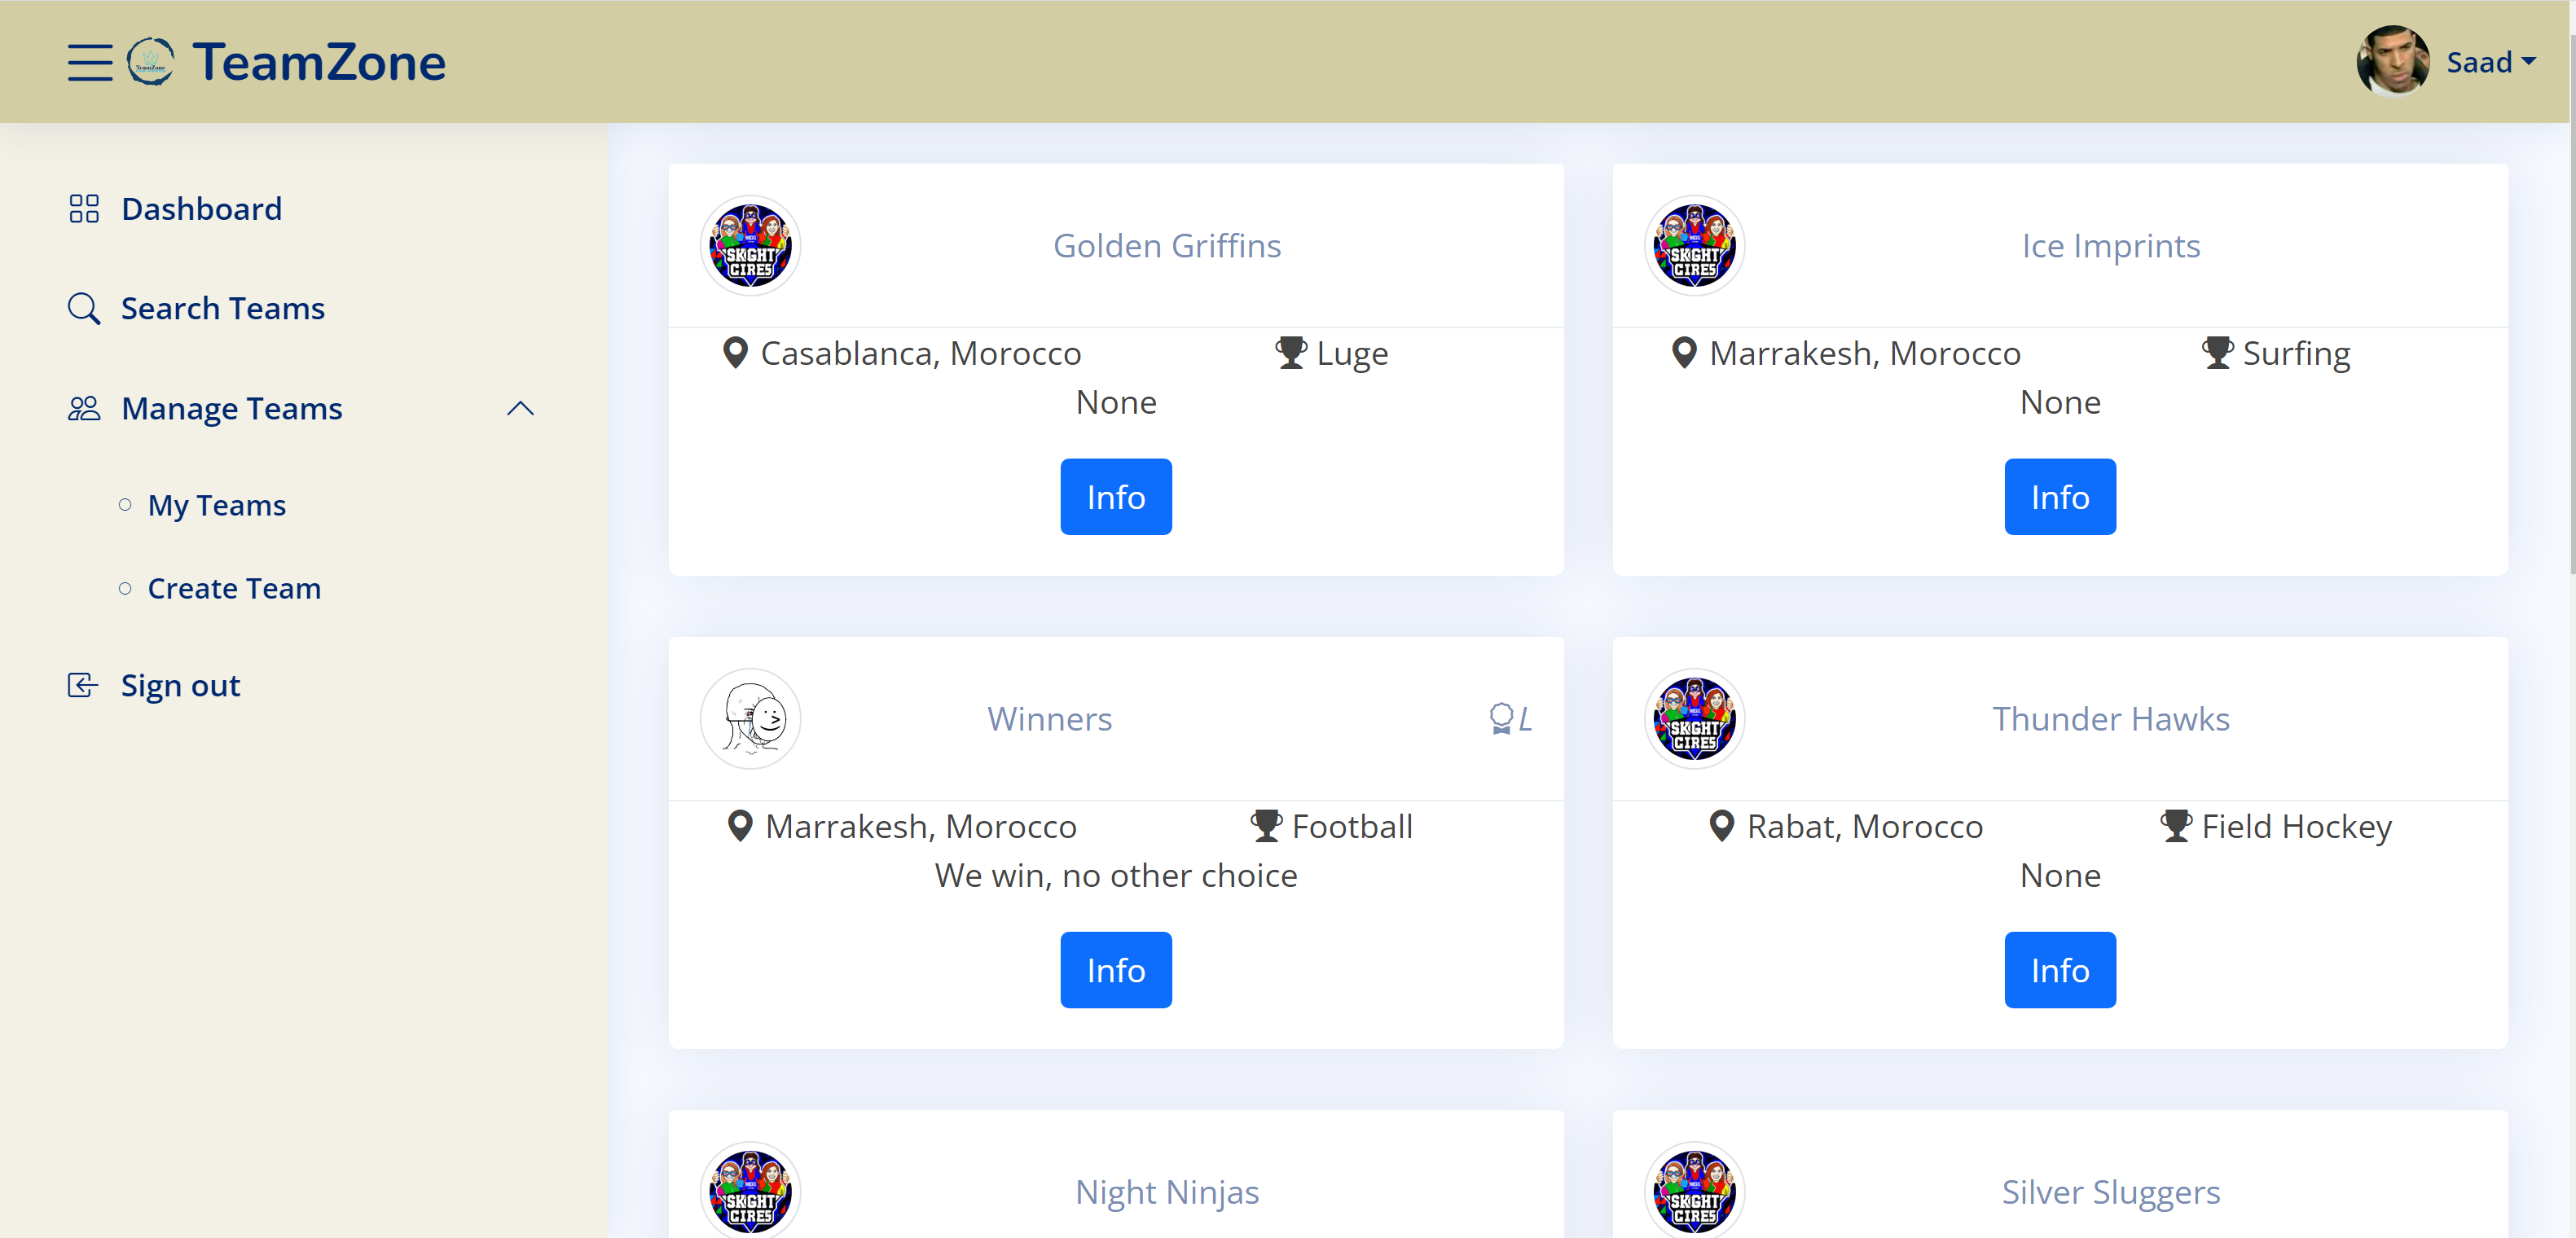 TeamZone
Saad
Dashboard
Search Teams
Manage Teams
My Teams
Create Team
Sign out
SKGHT
CIRES
Golden Griffins
Casablanca, Morocco
Luge
None
Info
SKGHT
CIRES
Ice Imprints
Marrakesh, Morocco
Surfing
None
Info
Winners
L
Marrakesh, Morocco
Football
We win, no other choice
Info
SKGHT
CIRES
Thunder Hawks
Rabat, Morocco
Field Hockey
None
Info
SKGHT
CIRES
Night Ninjas
SKGHT
CIRES
Silver Sluggers